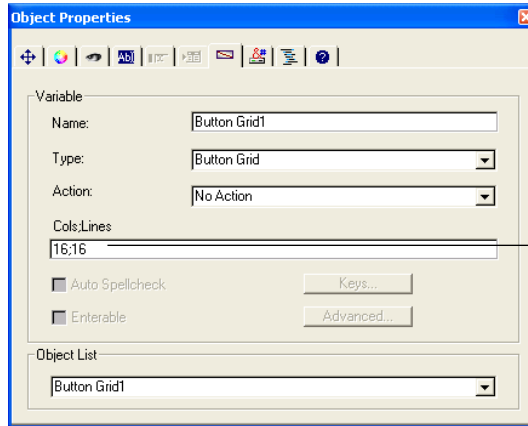 Object Properties
Variable
Name:
Button Grid1
Type:
Button Grid
Action:
No Action
Cols;Lines
16;16
Auto Spellcheck
Keys...
Enterable
Advanced...
Object List
Button Grid1